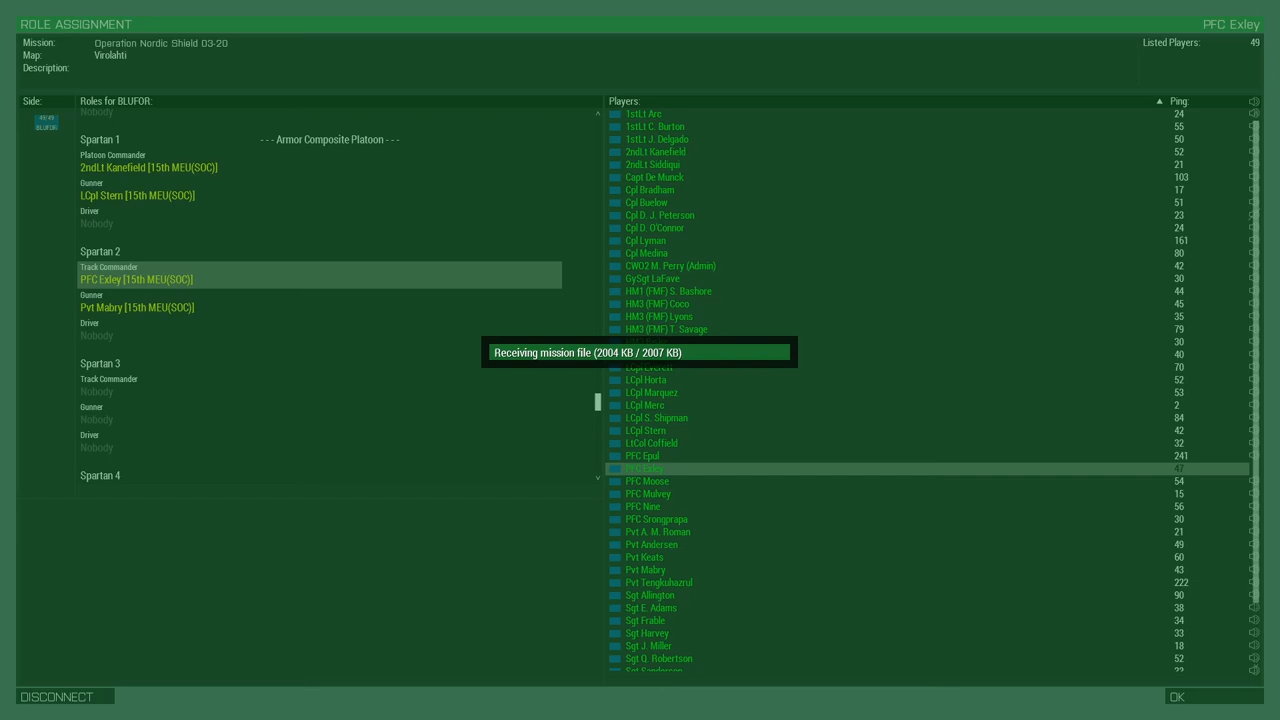 ROLE ASSIGNMENT
PFC Exley
Mission: Operation Nordic Shield 03-20
Listed Players: 49
Map: Virolahti
Description:
Side:
Roles for BLUFOR:
49/49
BLUFOR
Nobody
Spartan 1 - - - Armor Composite Platoon - - -
Platoon Commander
2ndLt Kanefield [15th MEU(SOC)]
Gunner
LCpl Stern [15th MEU(SOC)]
Driver
Nobody
Spartan 2
Track Commander
PFC Exley [15th MEU(SOC)]
Gunner
Pvt Mabry [15th MEU(SOC)]
Driver
Nobody
Spartan 3
Track Commander
Nobody
Gunner
Nobody
Driver
Nobody
Spartan 4
Players: Ping:
1stLt Arc 24
1stLt C. Burton 55
1stLt J. Delgado 50
2ndLt Kanefield 52
2ndLt Siddiqui 21
Capt De Munck 103
Cpl Bradham 17
Cpl Buelow 51
Cpl D. J. Peterson 23
Cpl D. O'Connor 24
Cpl Lyman 161
Cpl Medina 80
CWO2 M. Perry (Admin) 42
GySgt LaFave 30
HM1 (FMF) S. Bashore 44
HM3 (FMF) Coco 45
HM3 (FMF) Lyons 35
HM3 (FMF) T. Savage 79
30
Receiving mission file (2004 KB / 2007 KB)
40
LCpl Everett 70
LCpl Horta 52
LCpl Marquez 53
LCpl Merc 2
LCpl S. Shipman 84
LCpl Stern 42
LtCol Coffield 32
PFC Epul 241
PFC Exley 47
PFC Moose 54
PFC Mulvey 15
PFC Nine 56
PFC Srongprapa 30
Pvt A. M. Roman 21
Pvt Andersen 49
Pvt Keats 60
Pvt Mabry 43
Pvt Tengkuhazrul 222
Sgt Allington 90
Sgt E. Adams 38
Sgt Frable 34
Sgt Harvey 33
Sgt J. Miller 18
Sgt Q. Robertson 52
DISCONNECT
OK